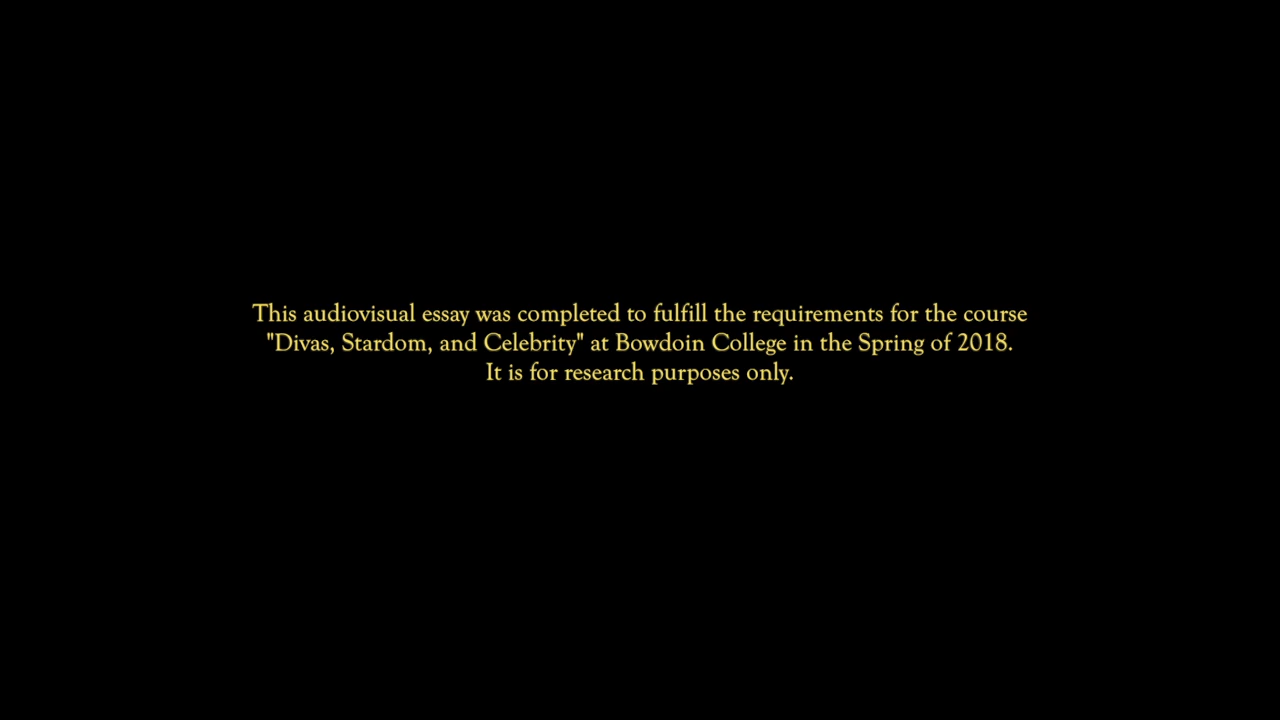 This audiovisual essay was completed to fulfill the requirements for the course
"Divas, Stardom, and Celebrity" at Bowdoin College in the Spring of 2018.
It is for research purposes only.